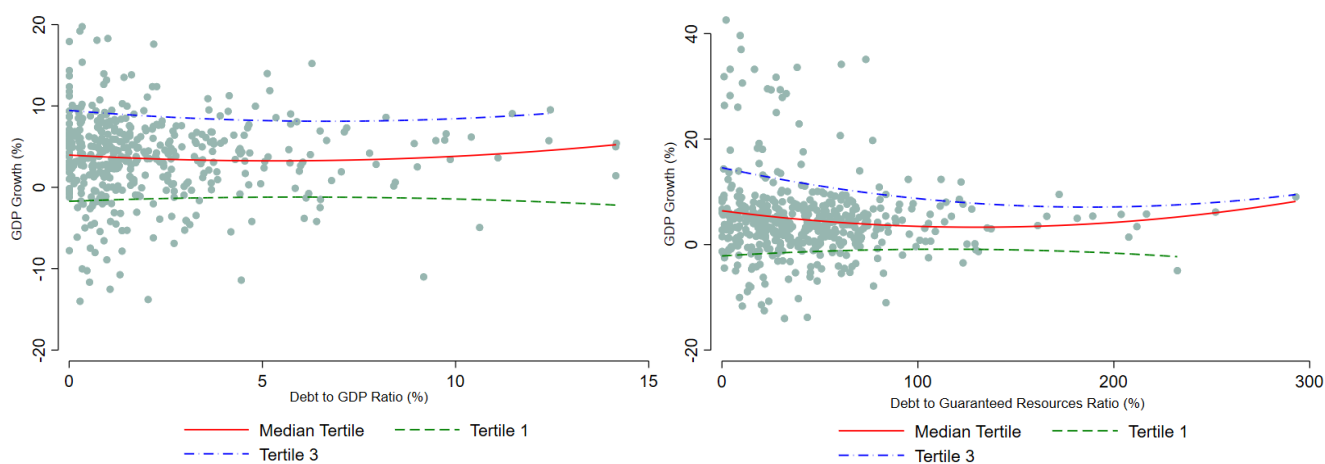 20
10
0
-10
-20
GDP Growth (%)
0
5
10
15
Debt to GDP Ratio (%)
Median Tertile
Tertile 1
Tertile 3
40
20
0
-20
GDP Growth (%)
0
100
200
300
Debt to Guaranteed Resources Ratio (%)
Median Tertile
Tertile 1
Tertile 3